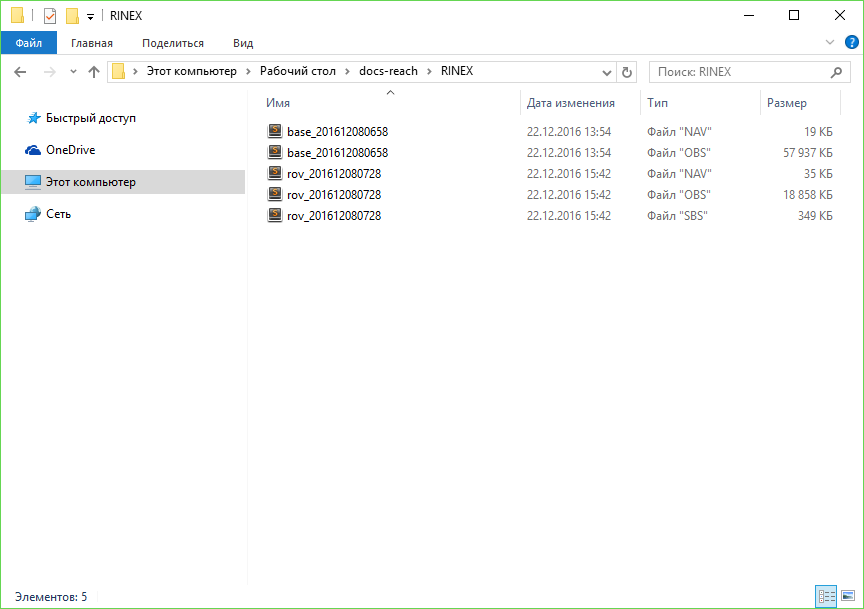 RINEX
Файл Главная Поделиться Вид
Этот компьютер Рабочий стол docs-reach RINEX Поиск: RINEX
Имя Дата изменения Тип Размер
Быстрый доступ
OneDrive
Этот компьютер
Сеть
base_201612080658 22.12.2016 13:54 Файл "NAV" 19 КБ
base_201612080658 22.12.2016 13:54 Файл "OBS" 57 937 КБ
rov_201612080728 22.12.2016 15:42 Файл "NAV" 35 КБ
rov_201612080728 22.12.2016 15:42 Файл "OBS" 18 858 КБ
rov_201612080728 22.12.2016 15:42 Файл "SBS" 349 КБ
Элементов: 5